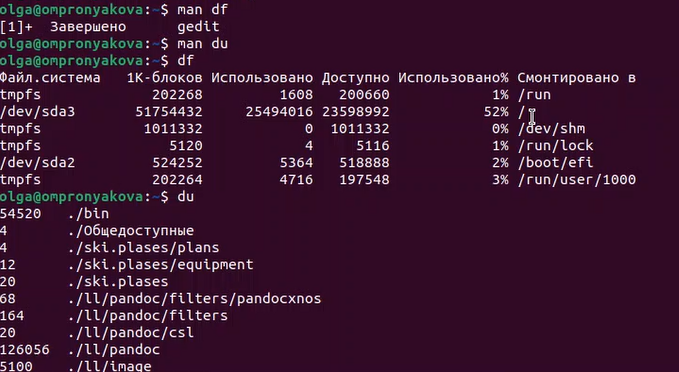 olga@ompronyakova:~$ man df
[1]+  Завершено        gedit
olga@ompronyakova:~$ man du
olga@ompronyakova:~$ df
Файл.система   1K-блоков Использовано Доступно Использовано% Смонтировано в
tmpfs             202268         1608   200660            1% /run
/dev/sda3       51754432     25494016 23598992           52% /
tmpfs            1011332            0  1011332            0% /dev/shm
tmpfs               5120            4     5116            1% /run/lock
/dev/sda2         524252         5364   518888            2% /boot/efi
tmpfs             202264         4716   197548            3% /run/user/1000
olga@ompronyakova:~$ du
54520   ./bin
4       ./Общедоступные
4       ./ski.plases/plans
12      ./ski.plases/equipment
20      ./ski.plases
68      ./ll/pandoc/filters/pandocxnos
164     ./ll/pandoc/filters
20      ./ll/pandoc/csl
126056  ./ll/pandoc
5100    ./ll/image